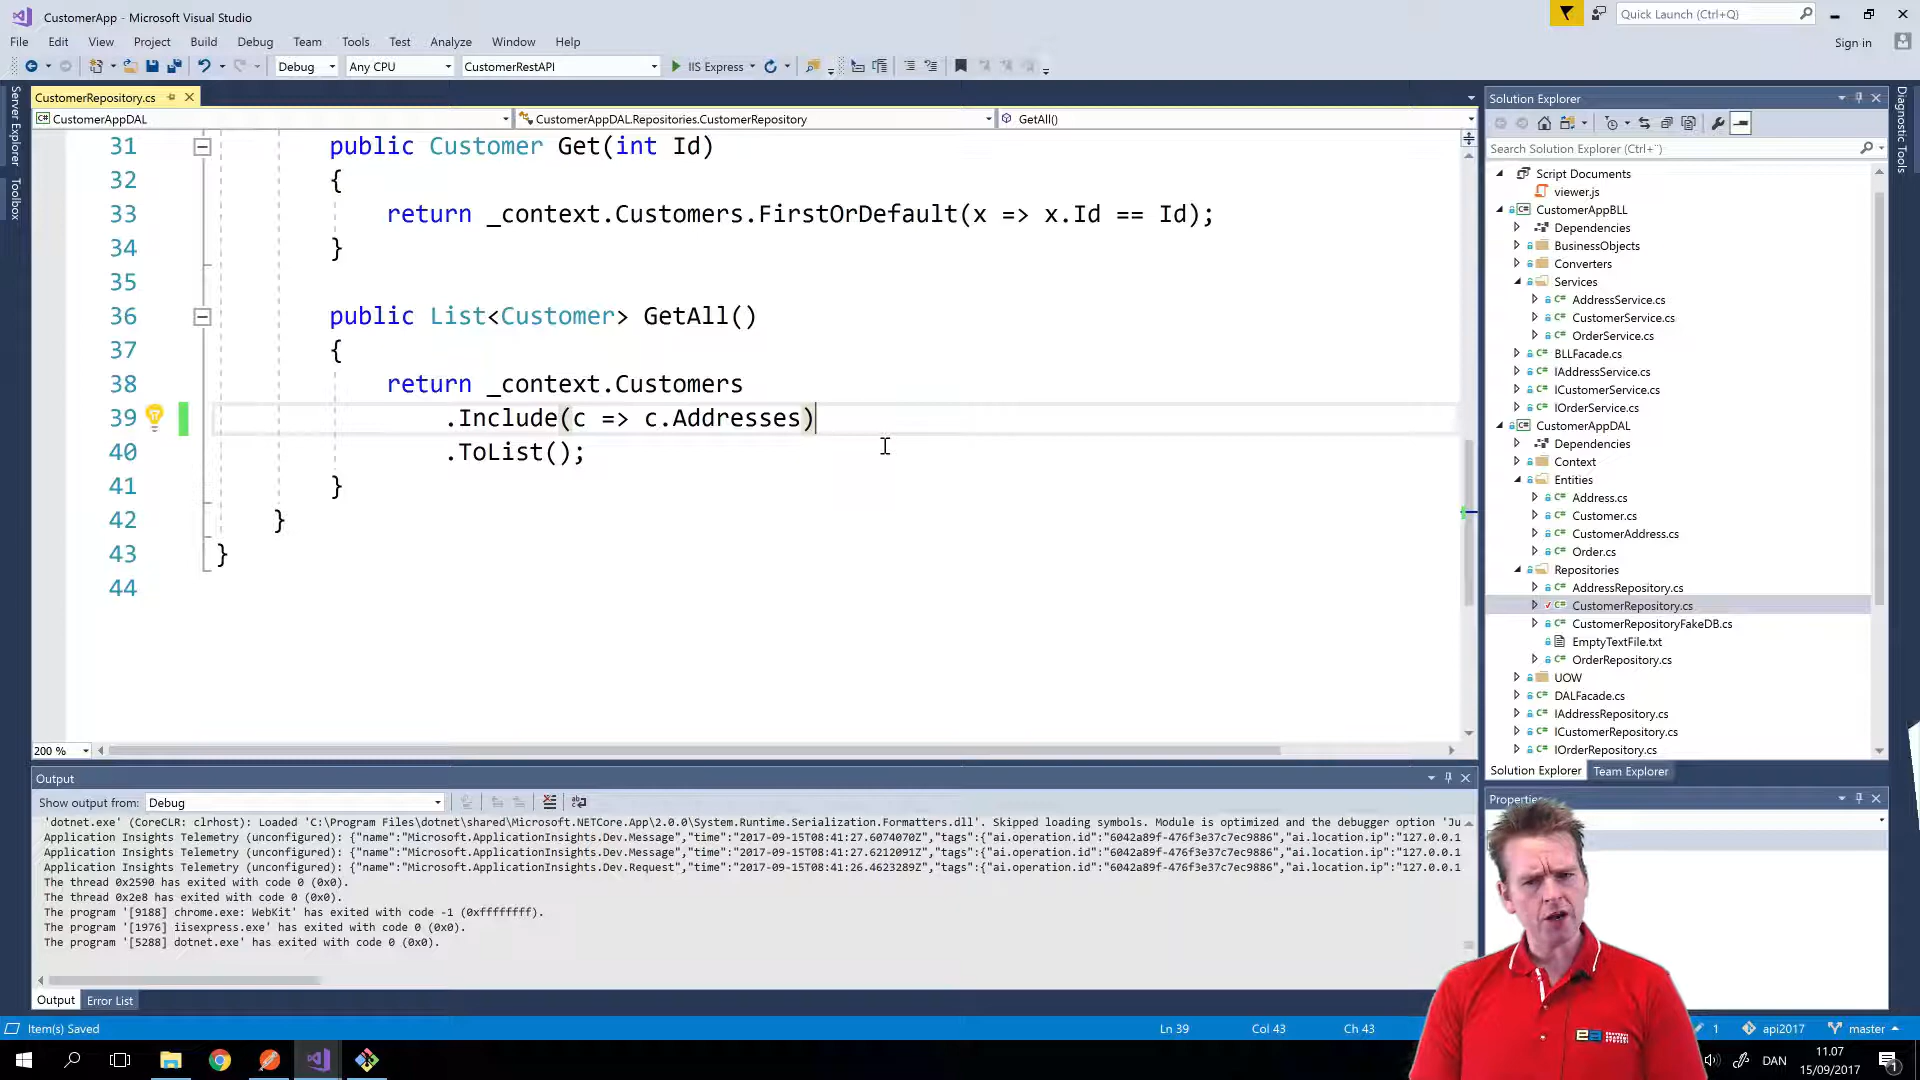 CustomerApp - Microsoft Visual Studio
Quick Launch (Ctrl+Q)
File Edit View Project Build Debug Team Tools Test Analyze Window Help
Sign in
Debug Any CPU CustomerRestAPI IIS Express
Server Explorer
Toolbox
CustomerRepository.cs
CustomerAppDAL CustomerAppDAL.Repositories.CustomerRepository GetAll()
31 public Customer Get(int Id)
32 {
33 return _context.Customers.FirstOrDefault(x => x.Id == Id);
34 }
35
36 public List<Customer> GetAll()
37 {
38 return _context.Customers
39 .Include(c => c.Addresses)
40 .ToList();
41 }
42 }
43 }
44
200 %
Output
Show output from: Debug
'dotnet.exe' (CoreCLR: clrhost): Loaded 'C:\Program Files\dotnet\shared\Microsoft.NETCore.App\2.0.0\System.Runtime.Serialization.Formatters.dll'. Skipped loading symbols. Module is optimized and the debugger option 'Ju
Application Insights Telemetry (unconfigured): {"name":"Microsoft.ApplicationInsights.Dev.Message","time":"2017-09-15T08:41:27.6074070Z","tags":{"ai.operation.id":"6042a89f-476f3e37c7ec9886","ai.location.ip":"127.0.0.1
Application Insights Telemetry (unconfigured): {"name":"Microsoft.ApplicationInsights.Dev.Message","time":"2017-09-15T08:41:27.6212091Z","tags":{"ai.operation.id":"6042a89f-476f3e37c7ec9886","ai.location.ip":"127.0.0.1
Application Insights Telemetry (unconfigured): {"name":"Microsoft.ApplicationInsights.Dev.Request","time":"2017-09-15T08:41:26.4623289Z","tags":{"ai.operation.id":"6042a89f-476f3e37c7ec9886","ai.location.ip":"127.0.0.1
The thread 0x2590 has exited with code 0 (0x0).
The thread 0x2e8 has exited with code 0 (0x0).
The program '[9188] chrome.exe: WebKit' has exited with code -1 (0xffffffff).
The program '[1976] iisexpress.exe' has exited with code 0 (0x0).
The program '[5288] dotnet.exe' has exited with code 0 (0x0).
Output Error List
Solution Explorer
Search Solution Explorer (Ctrl+¨)
Script Documents
viewer.js
CustomerAppBLL
Dependencies
BusinessObjects
Converters
Services
AddressService.cs
CustomerService.cs
OrderService.cs
BLLFacade.cs
IAddressService.cs
ICustomerService.cs
IOrderService.cs
CustomerAppDAL
Dependencies
Context
Entities
Address.cs
Customer.cs
CustomerAddress.cs
Order.cs
Repositories
AddressRepository.cs
CustomerRepository.cs
CustomerRepositoryFakeDB.cs
EmptyTextFile.txt
OrderRepository.cs
UOW
DALFacade.cs
IAddressRepository.cs
ICustomerRepository.cs
IOrderRepository.cs
Solution Explorer Team Explorer
Properties
Diagnostic Tools
Item(s) Saved Ln 39 Col 43 Ch 43 1 api2017 master
DAN
11.07
15/09/2017
1